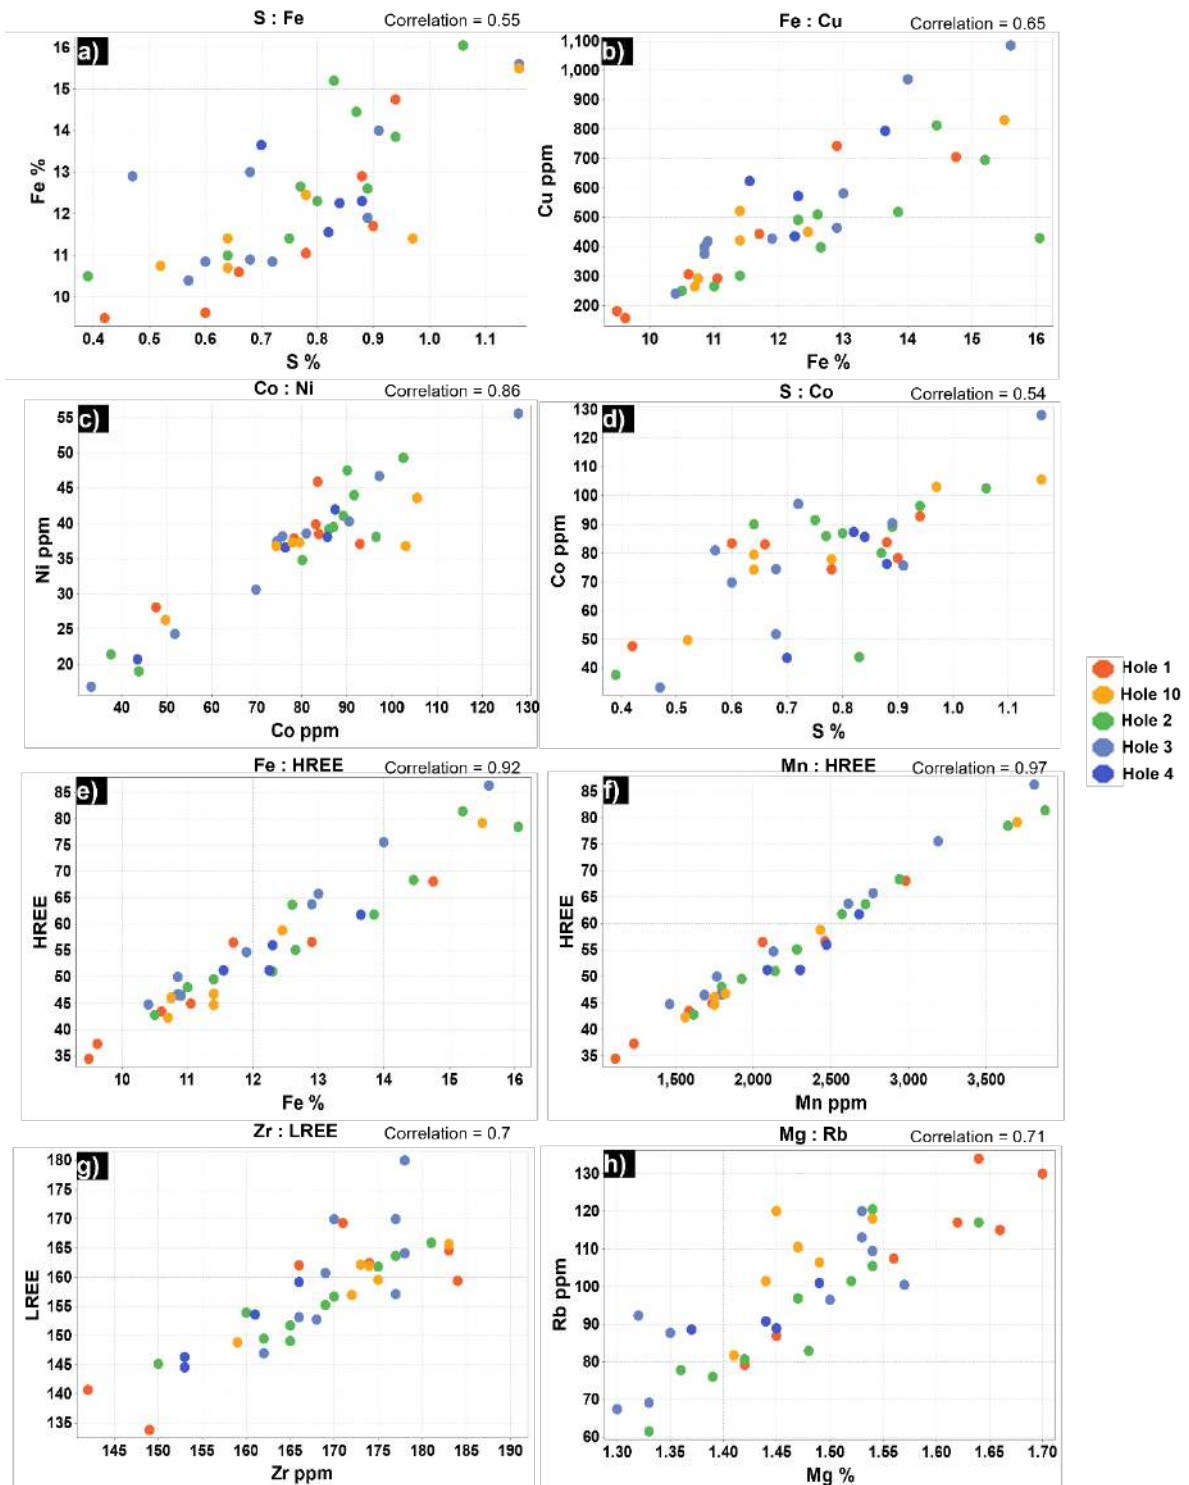 S : Fe Correlation = 0.55
a)
16
15
14
13
12
11
10
Fe %
0.4 0.5 0.6 0.7 0.8 0.9 1.0 1.1
S %
Fe : Cu Correlation = 0.65
b)
1,100
1,000
900
800
700
600
500
400
300
200
Cu ppm
10 11 12 13 14 15 16
Fe %
Co : Ni Correlation = 0.86
c)
55
50
45
40
35
30
25
20
Ni ppm
40 50 60 70 80 90 100 110 120 130
Co ppm
S : Co Correlation = 0.54
d)
130
120
110
100
90
80
70
60
50
40
Co ppm
0.4 0.5 0.6 0.7 0.8 0.9 1.0 1.1
S %
Hole 1
Hole 10
Hole 2
Hole 3
Hole 4
Fe : HREE Correlation = 0.92
e)
85
80
75
70
65
60
55
50
45
40
35
HREE
10 11 12 13 14 15 16
Fe %
Mn : HREE Correlation = 0.97
f)
85
80
75
70
65
60
55
50
45
40
35
HREE
1,500 2,000 2,500 3,000 3,500
Mn ppm
Zr : LREE Correlation = 0.7
g)
180
175
170
165
160
155
150
145
140
135
LREE
145 150 155 160 165 170 175 180 185 190
Zr ppm
Mg : Rb Correlation = 0.71
h)
130
120
110
100
90
80
70
60
Rb ppm
1.30 1.35 1.40 1.45 1.50 1.56 1.60 1.65 1.70
Mg %